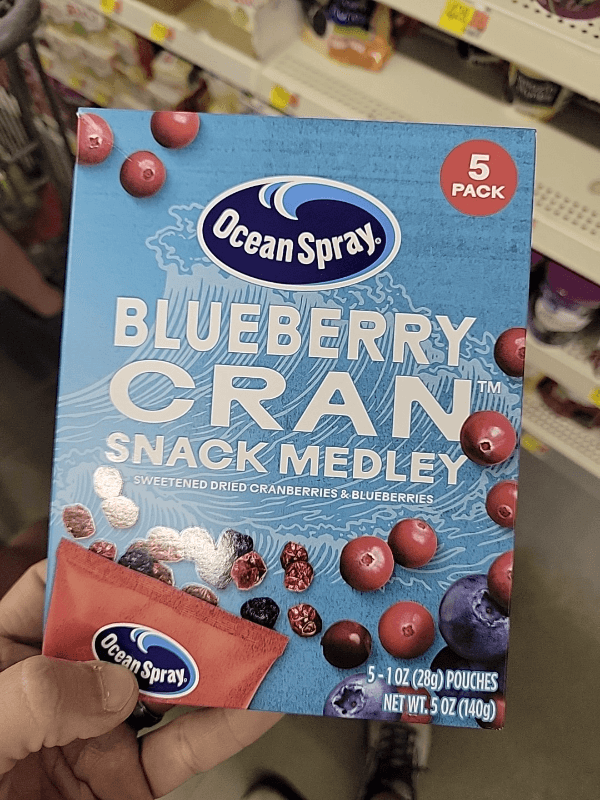 5
PACK
Ocean Spray®
BLUEBERRY
CRAN™
SNACK MEDLEY
SWEETENED DRIED CRANBERRIES & BLUEBERRIES
Ocean Spray®
5 - 1 OZ (28g) POUCHES
NET WT. 5 OZ (140g)